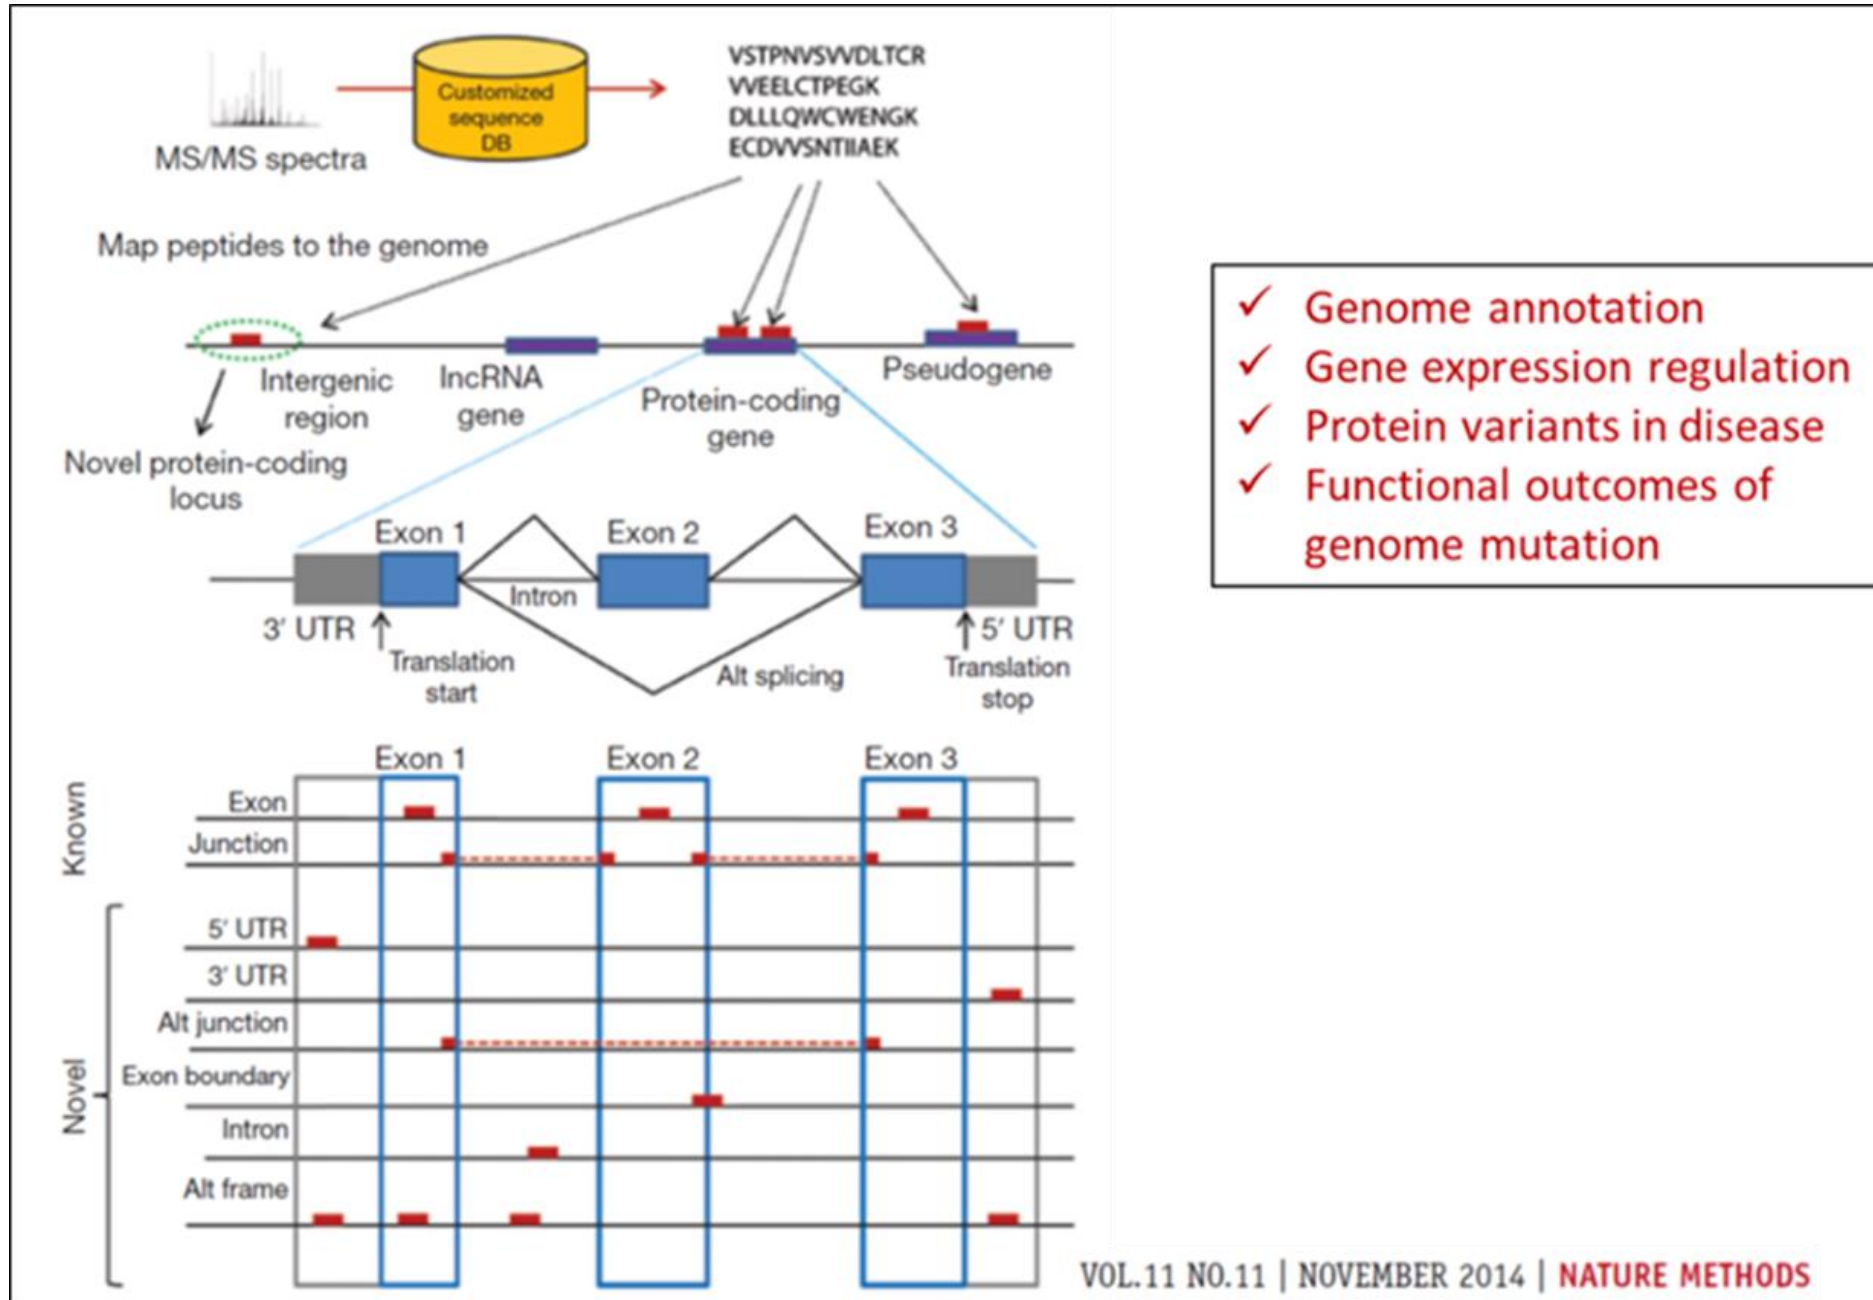 VSTPNVSVVDLTCR
VVEELCTPEGK
DLLLQWCWENGK
ECDVVSNTIIAEK
Customized
sequence
DB
MS/MS spectra
Map peptides to the genome
Intergenic
region
lncRNA
gene
Protein-coding
gene
Pseudogene
Novel protein-coding
locus
Exon 1
Exon 2
Exon 3
Intron
3' UTR
5' UTR
Translation
start
Alt splicing
Translation
stop
Exon 1
Exon 2
Exon 3
Known
Exon
Junction
Novel
5' UTR
3' UTR
Alt junction
Exon boundary
Intron
Alt frame
✓ Genome annotation
✓ Gene expression regulation
✓ Protein variants in disease
✓ Functional outcomes of
genome mutation
VOL.11 NO.11 | NOVEMBER 2014 | NATURE METHODS